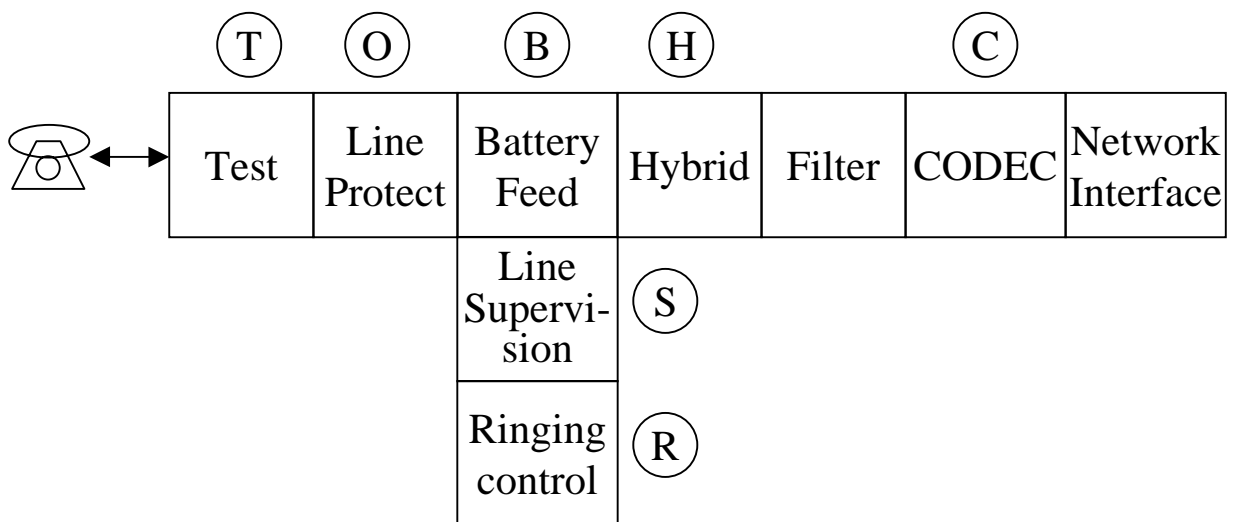 T
O
B
H
C
Test
Line
Protect
Battery
Feed
Hybrid
Filter
CODEC
Network
Interface
Line
Supervi-
sion
S
Ringing
control
R